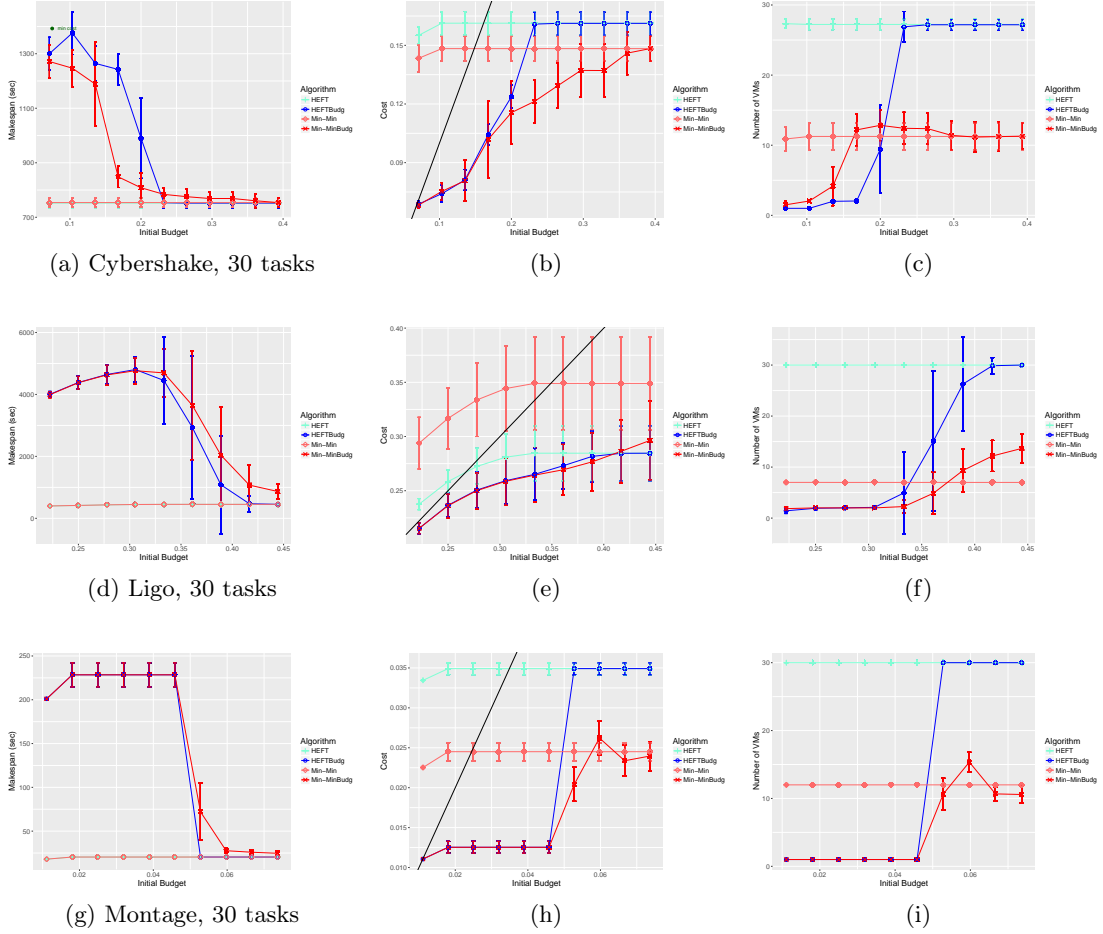 1300
1100
900
700
Makespan (sec)
min cost
0.1 0.2 0.3 0.4
Initial Budget
Algorithm
HEFT
HEFTBudg
Min−Min
Min−MinBudg
0.15
0.12
0.09
Cost
0.1 0.2 0.3 0.4
Initial Budget
Algorithm
HEFT
HEFTBudg
Min−Min
Min−MinBudg
30
20
10
0
Number of VMs
0.1 0.2 0.3 0.4
Initial Budget
Algorithm
HEFT
HEFTBudg
Min−Min
Min−MinBudg
(a) Cybershake, 30 tasks
(b)
(c)
6000
4000
2000
0
Makespan (sec)
0.25 0.30 0.35 0.40 0.45
Initial Budget
Algorithm
HEFT
HEFTBudg
Min−Min
Min−MinBudg
0.40
0.35
0.30
0.25
Cost
0.25 0.30 0.35 0.40 0.45
Initial Budget
Algorithm
HEFT
HEFTBudg
Min−Min
Min−MinBudg
30
20
10
0
Number of VMs
0.25 0.30 0.35 0.40 0.45
Initial Budget
Algorithm
HEFT
HEFTBudg
Min−Min
Min−MinBudg
(d) Ligo, 30 tasks
(e)
(f)
250
200
150
100
50
Makespan (sec)
0.02 0.04 0.06
Initial Budget
Algorithm
HEFT
HEFTBudg
Min−Min
Min−MinBudg
0.035
0.030
0.025
0.020
0.015
0.010
Cost
0.02 0.04 0.06
Initial Budget
Algorithm
HEFT
HEFTBudg
Min−Min
Min−MinBudg
30
20
10
0
Number of VMs
0.02 0.04 0.06
Initial Budget
Algorithm
HEFT
HEFTBudg
Min−Min
Min−MinBudg
(g) Montage, 30 tasks
(h)
(i)